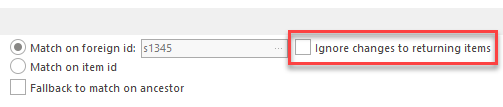 Match on foreign id: s1345 ... Ignore changes to returning items
Match on item id
Fallback to match on ancestor